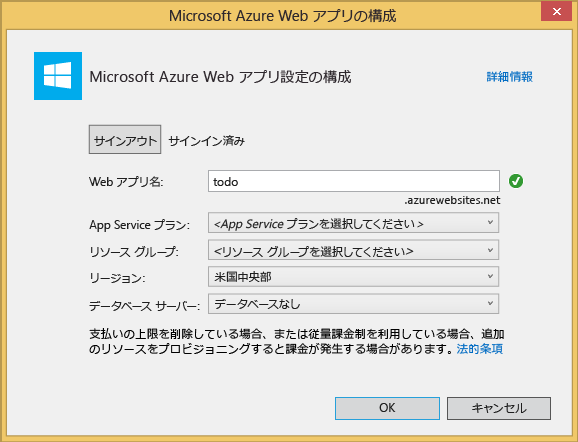 Microsoft Azure Web アプリの構成
Microsoft Azure Web アプリ設定の構成
詳細情報
サインアウト サインイン済み
Web アプリ名: todo
.azurewebsites.net
App Service プラン: <App Service プランを選択してください>
リソース グループ: <リソース グループを選択してください>
リージョン: 米国中央部
データベース サーバー: データベースなし
支払いの上限を削除している場合、または従量課金制を利用している場合、追加
のリソースをプロビジョニングすると課金が発生する場合があります。法的条項
OK キャンセル